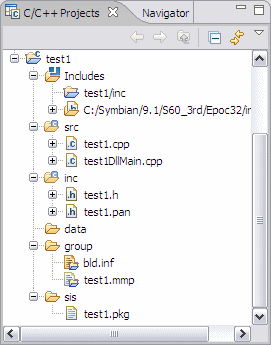 C/C++ Projects
Navigator
test1
Includes
test1/inc
C:/Symbian/9.1/S60_3rd/Epoc32/in
src
test1.cpp
test1DllMain.cpp
inc
test1.h
test1.pan
data
group
bld.inf
test1.mmp
sis
test1.pkg